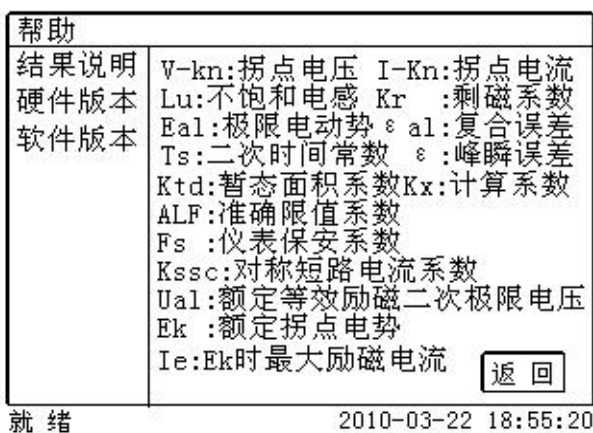 帮助
结果说明
硬件版本
软件版本
V-kn:拐点电压 I-Kn:拐点电流
Lu:不饱和电感 Kr :剩磁系数
Eal:极限电动势 εal:复合误差
Ts:二次时间常数 ε:峰瞬误差
Ktd:暂态面积系数Kx:计算系数
ALF:准确限值系数
Fs :仪表保安系数
Kssc:对称短路电流系数
Ual:额定等效励磁二次极限电压
Ek :额定拐点电势
Ie:Ek时最大励磁电流
返 回
就 绪 2010-03-22 18:55:20